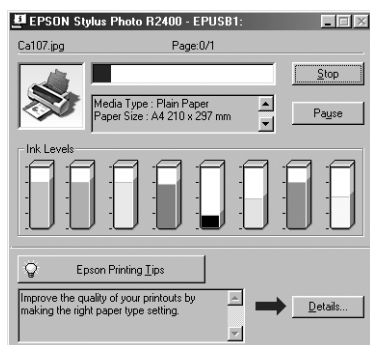 EPSON Stylus Photo R2400 - EPUSB1:
Ca107.jpg Page:0/1
Stop
Media Type : Plain Paper
Paper Size : A4 210 x 297 mm
Pause
Ink Levels
Epson Printing Tips
Improve the quality of your printouts by
making the right paper type setting.
Details...